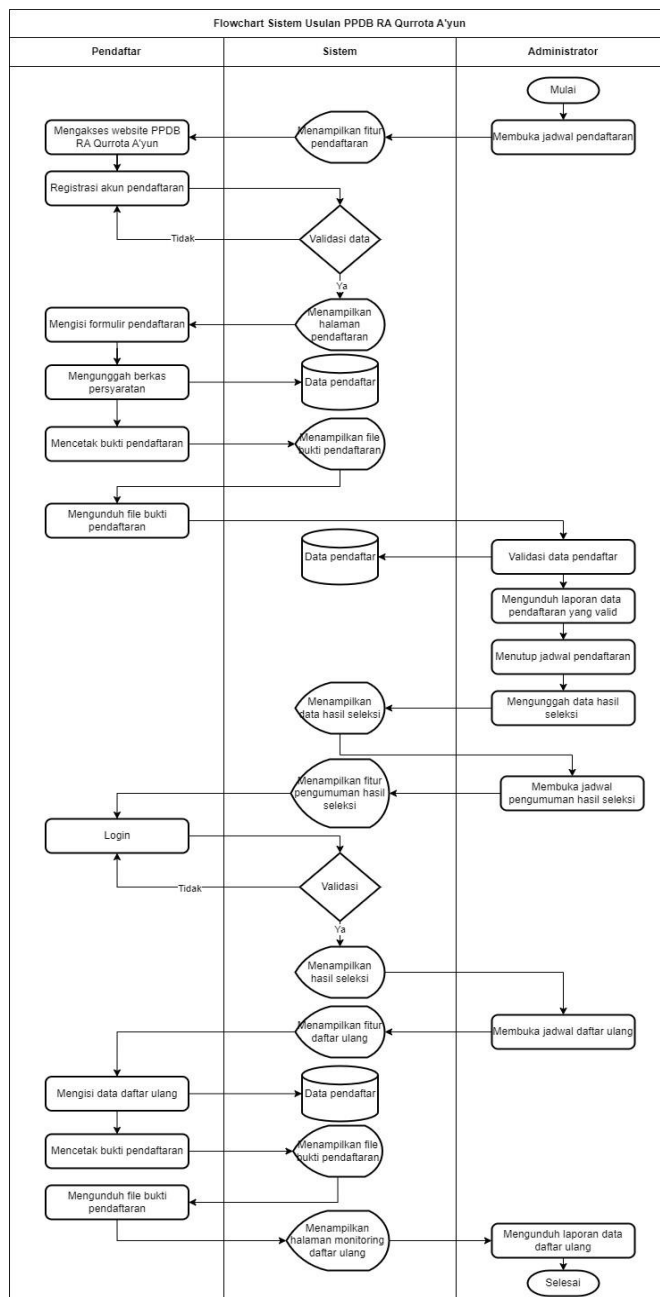 Flowchart Sistem Usulan PPDB RA Qurrota A'yun
Pendaftar
Sistem
Administrator
Mulai
Mengakses website PPDB
RA Qurrota A'yun
Menampilkan fitur
pendaftaran
Membuka jadwal pendaftaran
Registrasi akun pendaftaran
Tidak
Validasi data
Ya
Mengisi formulir pendaftaran
Menampilkan
halaman
pendaftaran
Mengunggah berkas
persyaratan
Data pendaftar
Mencetak bukti pendaftaran
Menampilkan file
bukti pendaftaran
Mengunduh file bukti
pendaftaran
Data pendaftar
Validasi data pendaftar
Mengunduh laporan data
pendaftaran yang valid
Menutup jadwal pendaftaran
Menampilkan
data hasil seleksi
Mengunggah data hasil
seleksi
Menampilkan fitur
pengumuman hasil
seleksi
Membuka jadwal
pengumuman hasil seleksi
Login
Tidak
Validasi
Ya
Menampilkan
hasil seleksi
Menampilkan fitur
daftar ulang
Membuka jadwal daftar ulang
Mengisi data daftar ulang
Data pendaftar
Mencetak bukti pendaftaran
Menampilkan file
bukti pendaftaran
Mengunduh file bukti
pendaftaran
Menampilkan
halaman monitoring
daftar ulang
Mengunduh laporan data
daftar ulang
Selesai